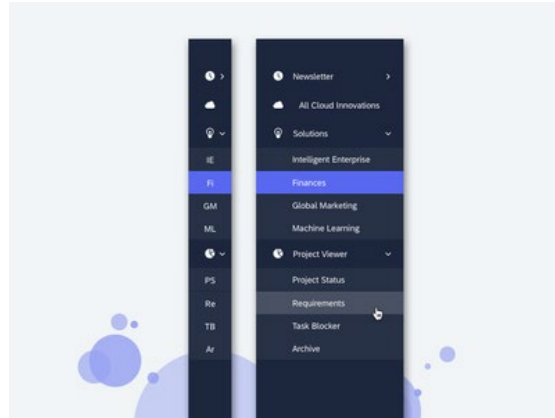 IE
Fi
GM
ML
PS
Re
TB
Ar
Newsletter
All Cloud Innovations
Solutions
Intelligent Enterprise
Finances
Global Marketing
Machine Learning
Project Viewer
Project Status
Requirements
Task Blocker
Archive